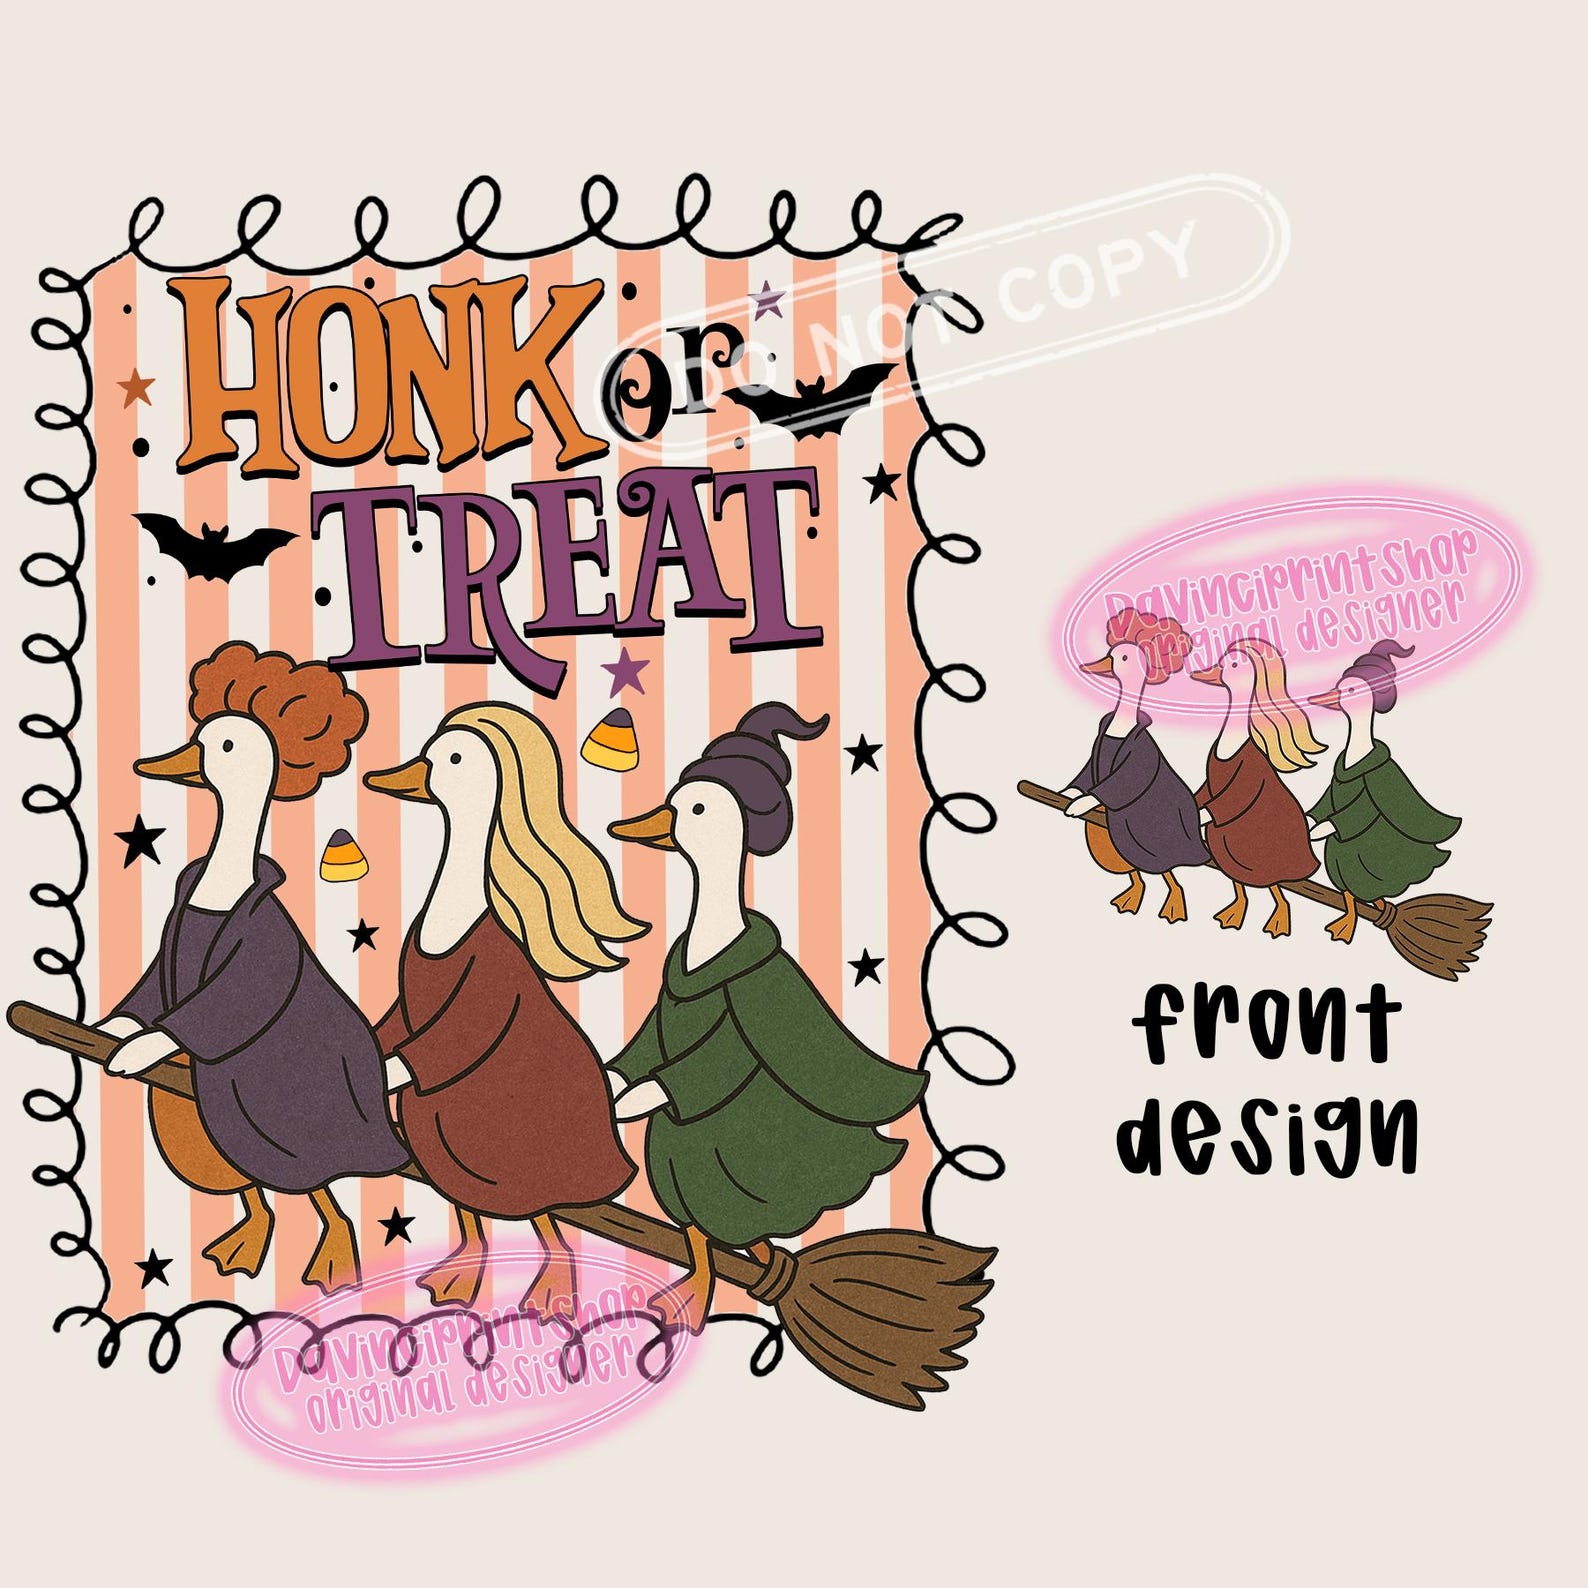 HONK or
TREAT
DO NOT COPY
Davinciprintshop
original designer
front
design
Davinciprintshop
original designer